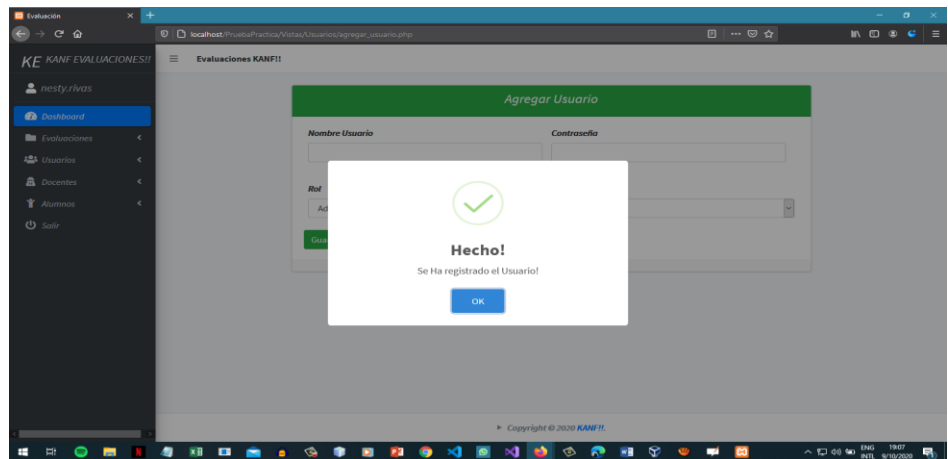 Evaluación
localhost/PruebaPractica/Vistas/Usuarios/agregar_usuario.php
KE KANF EVALUACIONES!!
Evaluaciones KANF!!
nesty.rivas
Dashboard
Evaluaciones
Usuarios
Docentes
Alumnos
Salir
Agregar Usuario
Nombre Usuario
Contraseña
Rol
Ad
Gua
Hecho!
Se Ha registrado el Usuario!
OK
Copyright © 2020 KANF!!.
ENG
INTL
19:07
9/10/2020